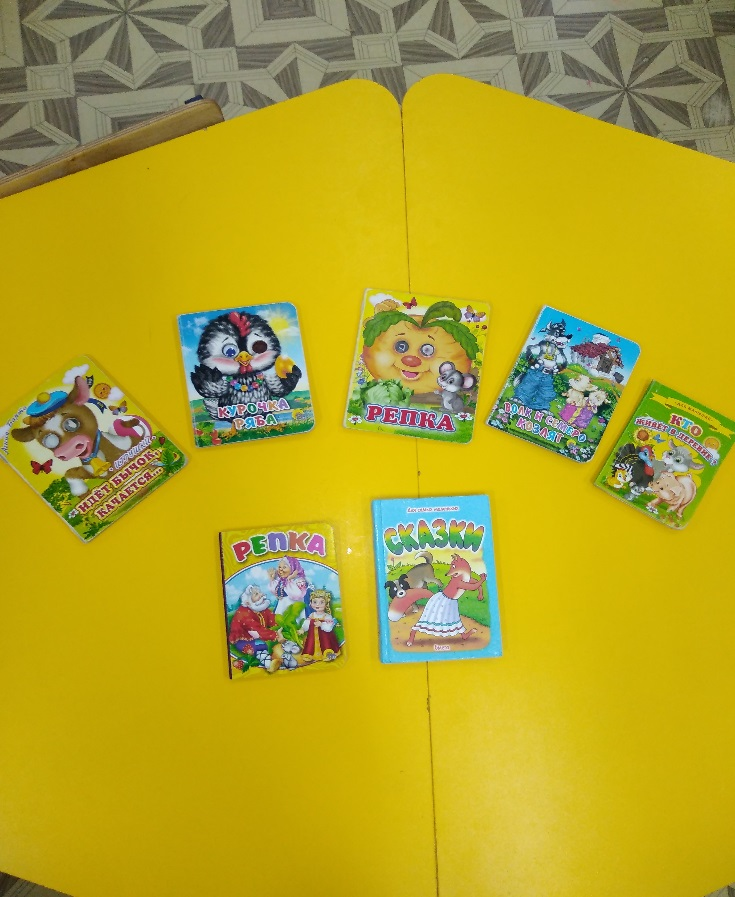 ИДЁТ БЫЧОК,
КАЧАЕТСЯ
КУРОЧКА
РЯБА
РЕПКА
ВОЛК И СЕМЕРО
КОЗЛЯТ
КТО
ЖИВЁТ В ДЕРЕВНЕ?
РЕПКА
СКАЗКИ